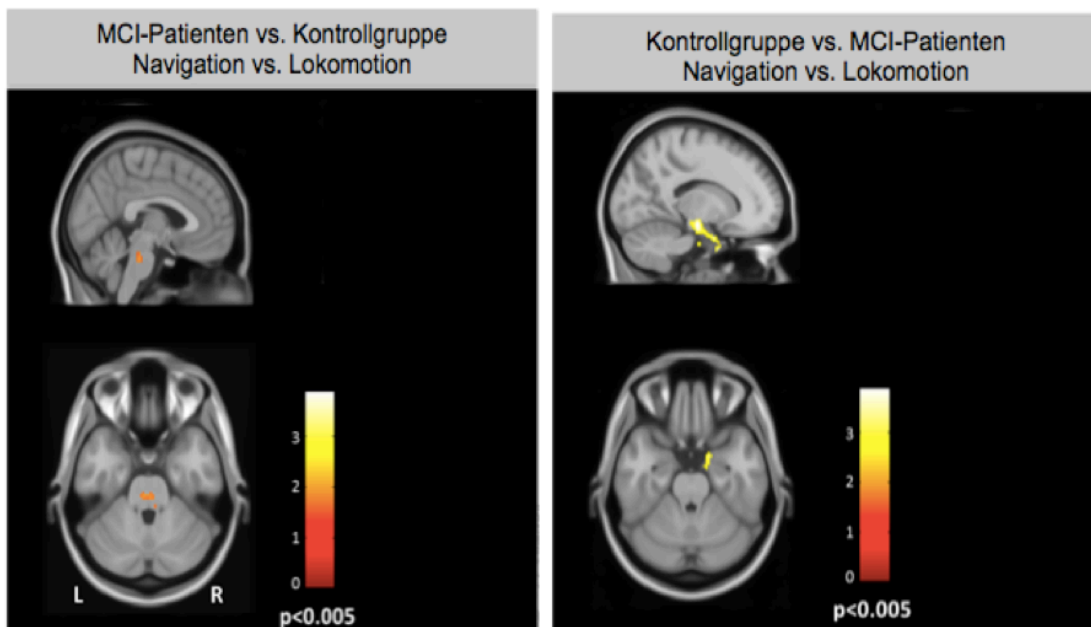 MCI-Patienten vs. Kontrollgruppe
Navigation vs. Lokomotion
3
2
1
0
L
R
p<0.005
Kontrollgruppe vs. MCI-Patienten
Navigation vs. Lokomotion
3
2
1
0
p<0.005